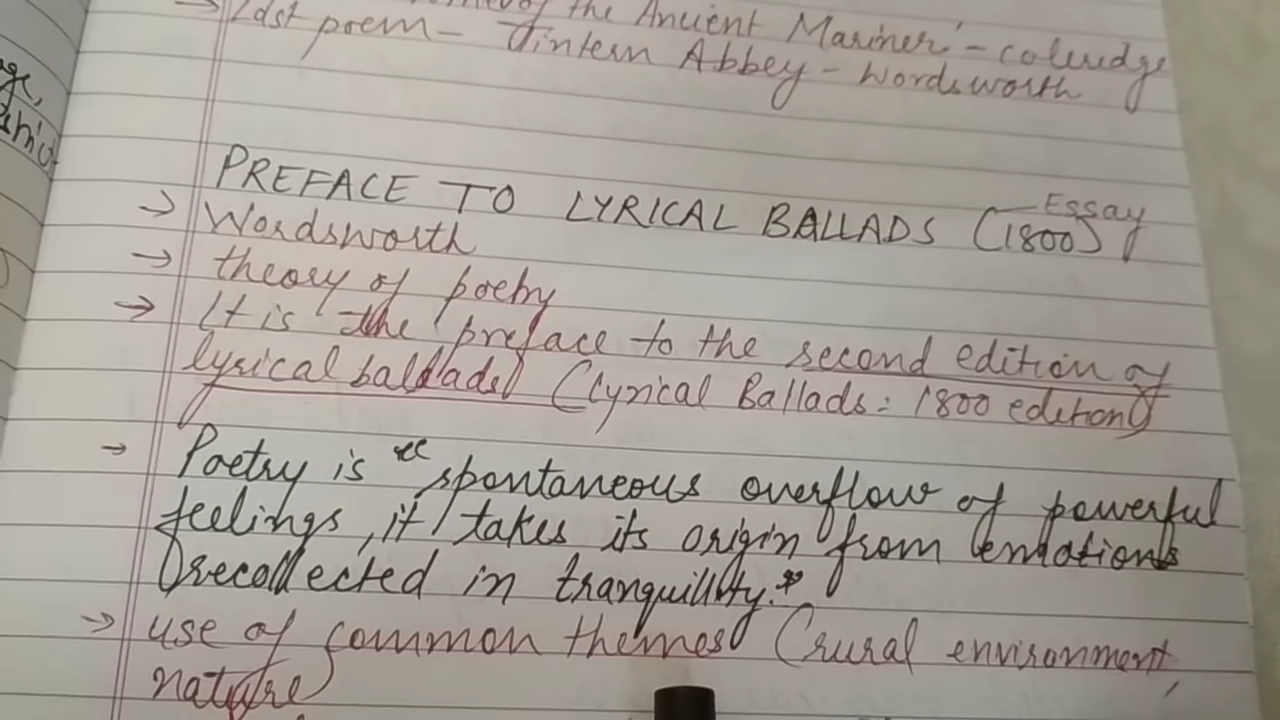 of the Ancient Mariner - coleridge
→ Last poem - Tintern Abbey - Wordsworth
PREFACE TO LYRICAL BALLADS (1800) Essay
→ Wordsworth
→ theory of poetry
→ It is the preface to the second edition of
lyrical ballads (Lyrical Ballads: 1800 edition)
→ Poetry is "spontaneous overflow of powerful
feelings, it takes its origin from emotions
recollected in tranquillity."
→ use of common themes (rural environment,
nature)